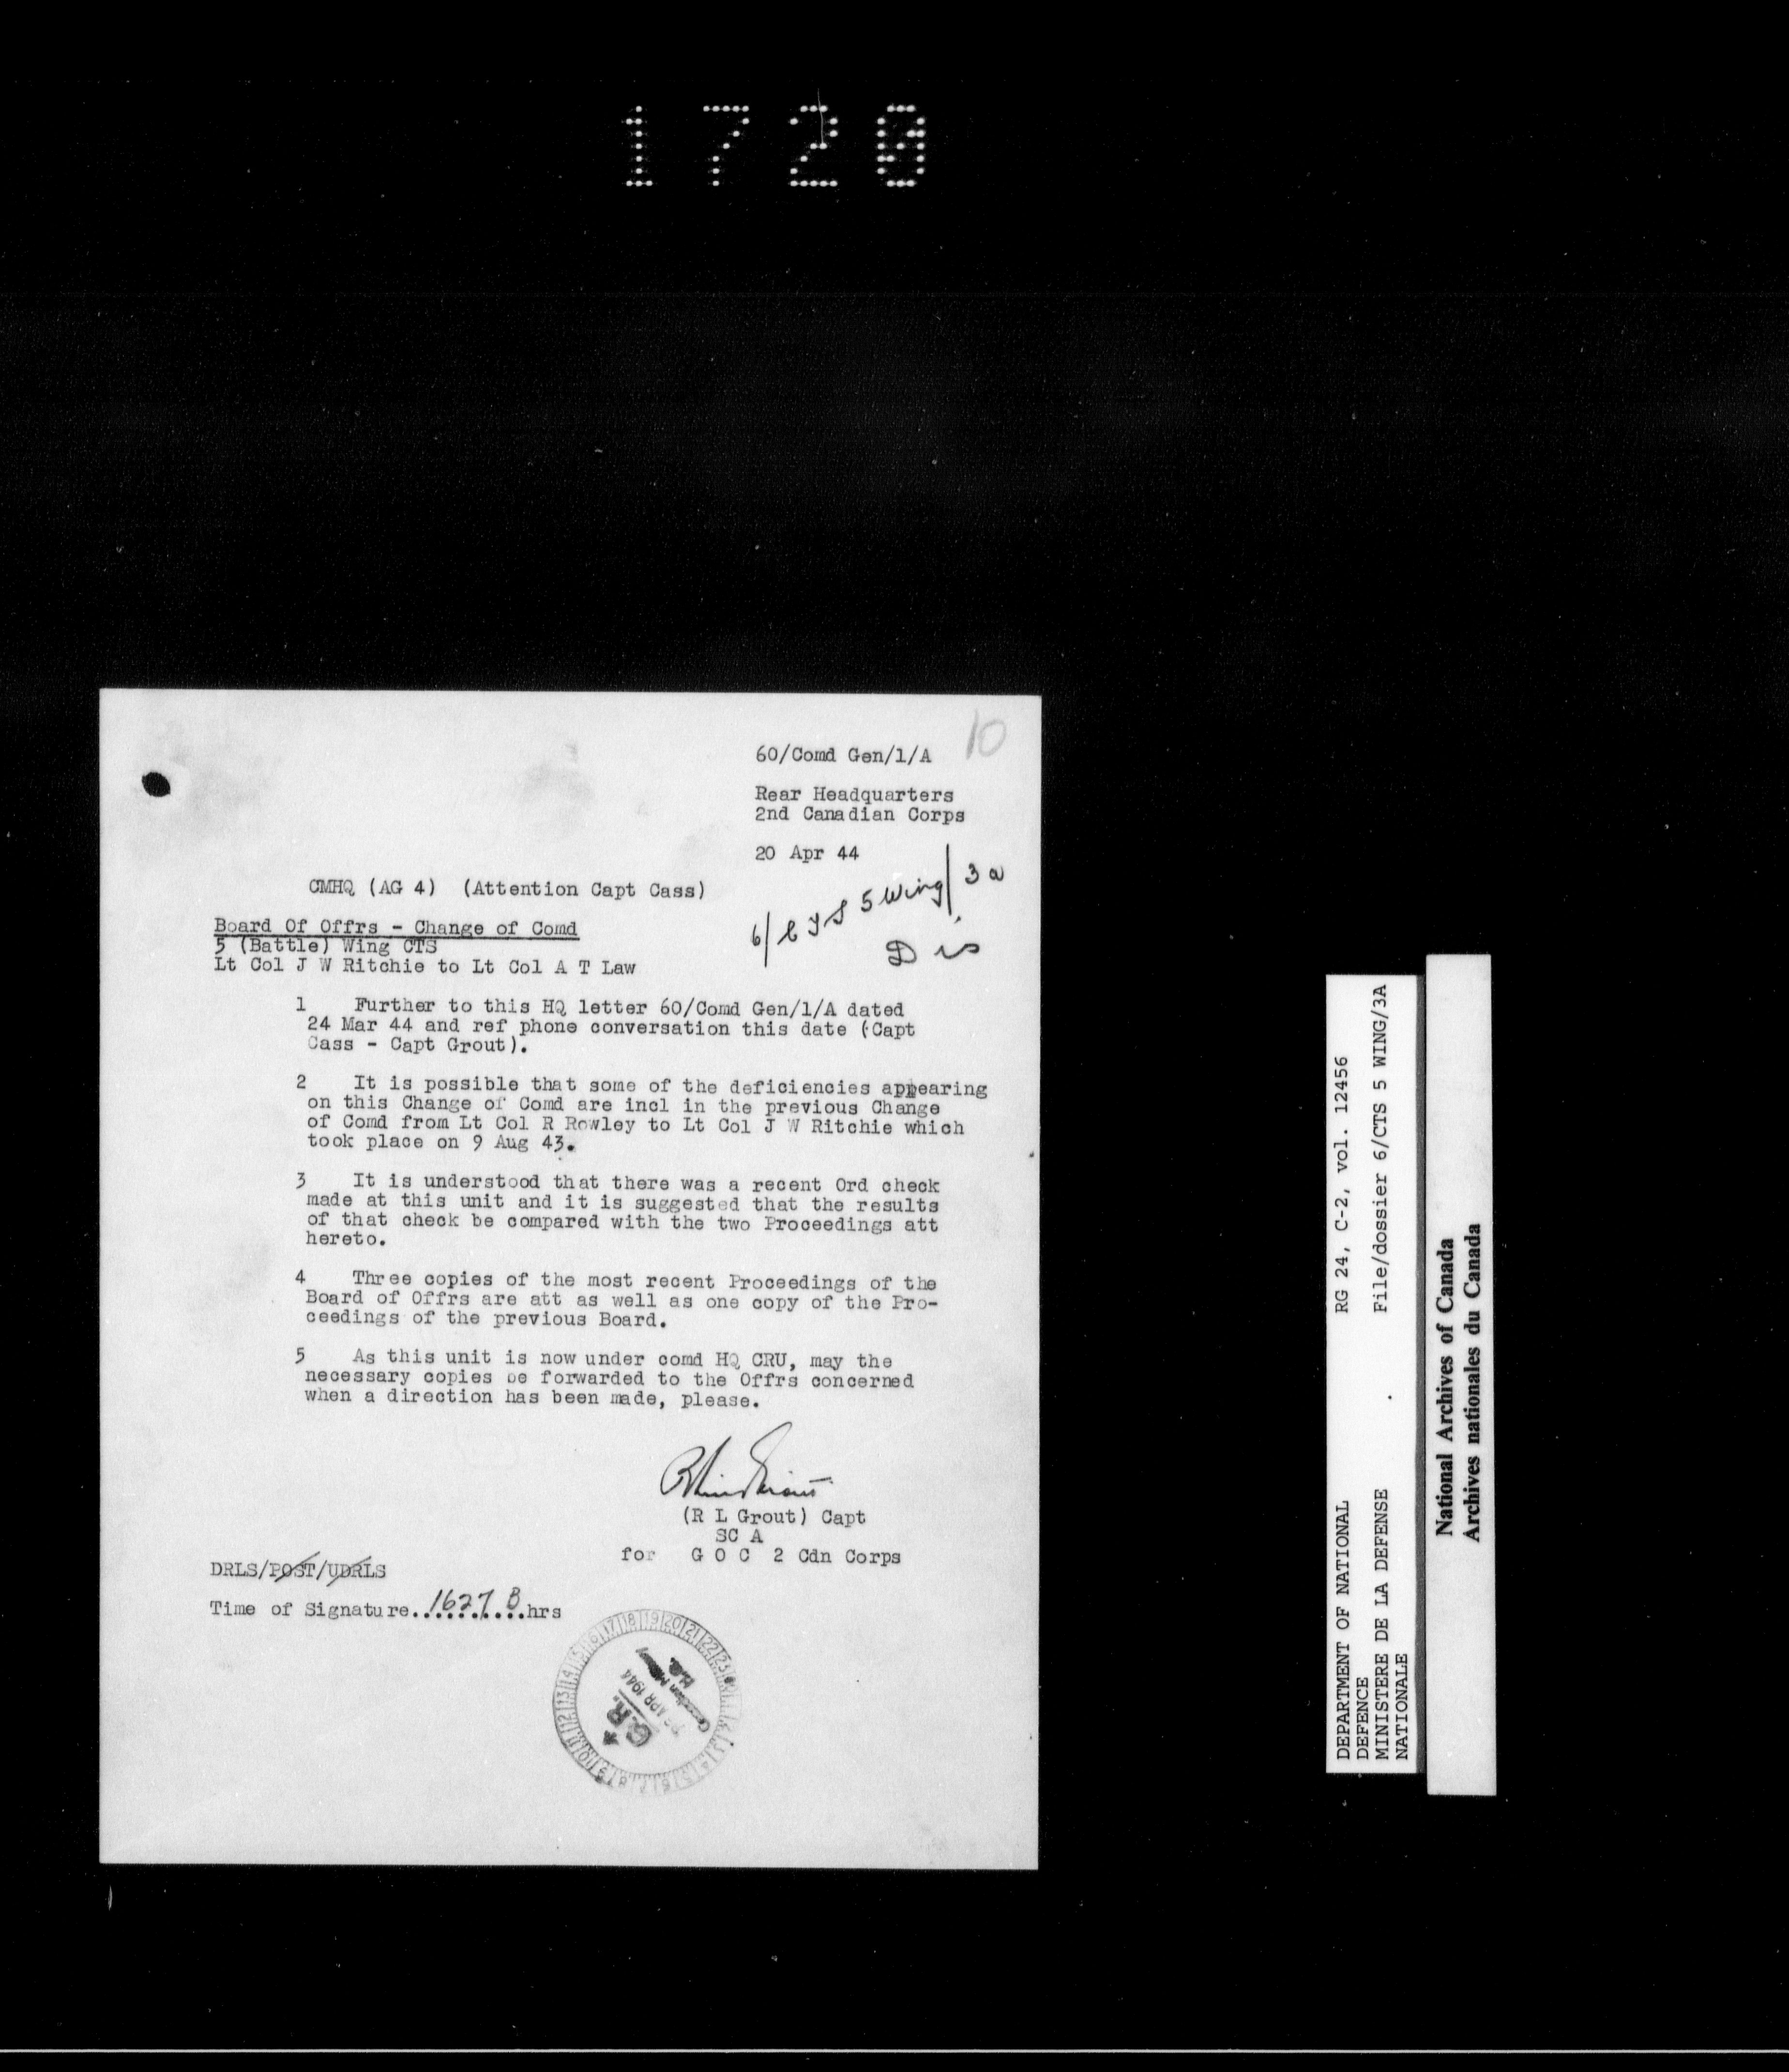 1720
10
60/Comd Gen/1/A
Rear Headquarters
2nd Canadian Corps
20 Apr 44
CMHQ (AG 4) (Attention Capt Cass)
6/CTS 5 Wing/3a
Board Of Offrs - Change of Comd
5 (Battle) Wing CTS
Lt Col J W Ritchie to Lt Col A T Law
1 Further to this HQ letter 60/Comd Gen/1/A dated
24 Mar 44 and ref phone conversation this date (Capt
Cass - Capt Grout).
2 It is possible that some of the deficiencies appearing
on this Change of Comd are incl in the previous Change
of Comd from Lt Col R Rowley to Lt Col J W Ritchie which
took place on 9 Aug 43.
3 It is understood that there was a recent Ord check
made at this unit and it is suggested that the results
of that check be compared with the two Proceedings att
hereto.
4 Three copies of the most recent Proceedings of the
Board of Offrs are att as well as one copy of the Pro-
ceedings of the previous Board.
5 As this unit is now under comd HQ CRU, may the
necessary copies be forwarded to the Offrs concerned
when a direction has been made, please.
(R L Grout) Capt
SC A
for G O C 2 Cdn Corps
DRLS/POST/UDRLS
Time of Signature..1627 B..hrs
C.R.
APR 1944
Canadian Military
H.Q.
DEPARTMENT OF NATIONAL
DEFENCE
MINISTERE DE LA DEFENSE
NATIONALE
RG 24, C-2, vol. 12456
File/dossier 6/CTS 5 WING/3A
National Archives of Canada
Archives nationales du Canada